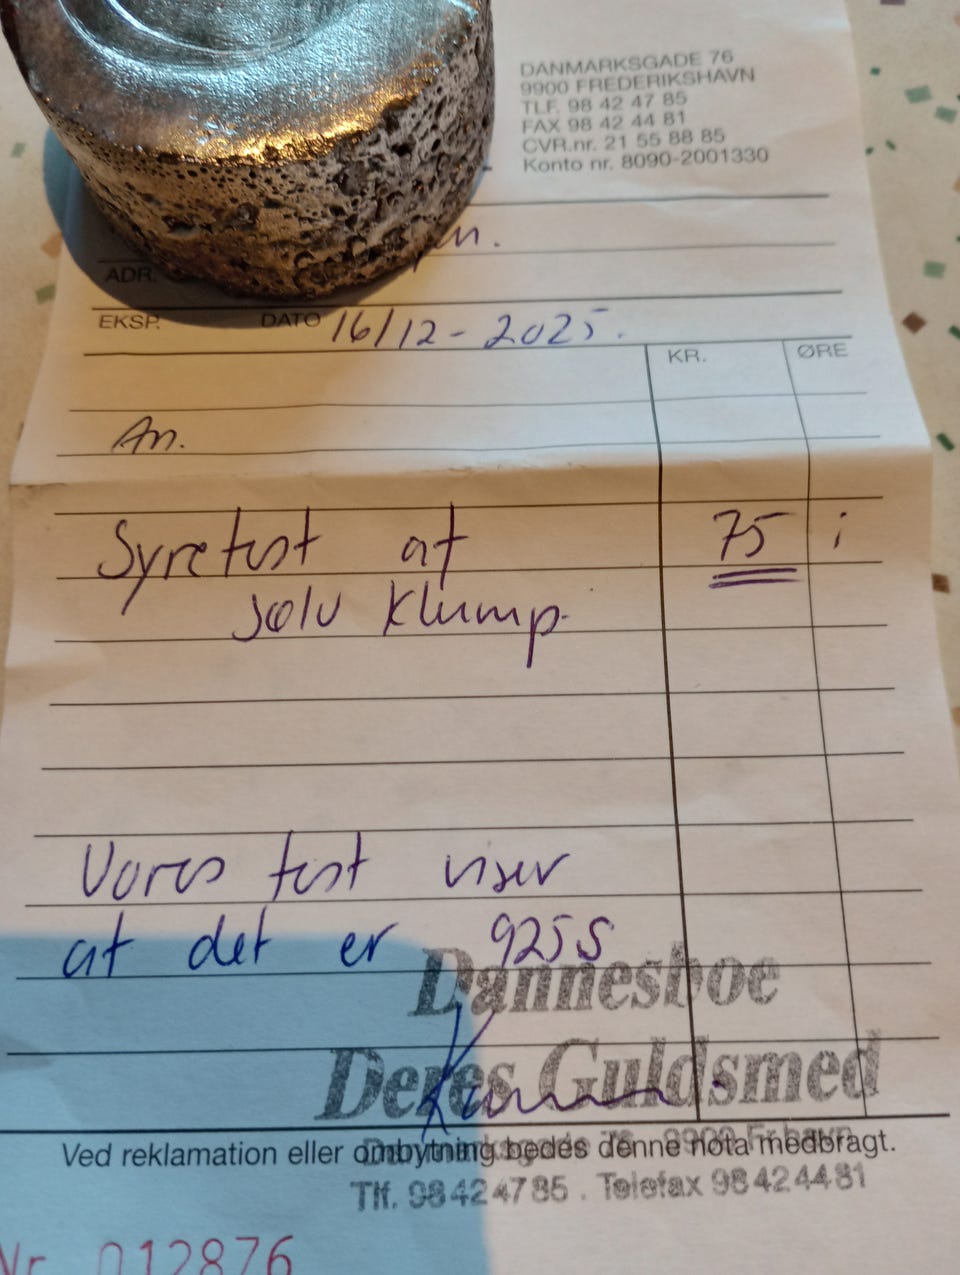 DANMARKSGADE 76
9900 FREDERIKSHAVN
TLF. 98 42 47 85
FAX 98 42 44 81
CVR.nr. 21 55 88 85
Konto nr. 8090-2001330
ADR.
EKSP. DATO 16/12-2025.
KR. ØRE
An.
Syretest af 75
sølv klump.
Vores test viser
at det er 925S
Dannesboe
Deres Guldsmed
Ved reklamation eller ombytning bedes denne nota medbragt.
Tlf. 98424785 . Telefax 98424481
Nr. 012876